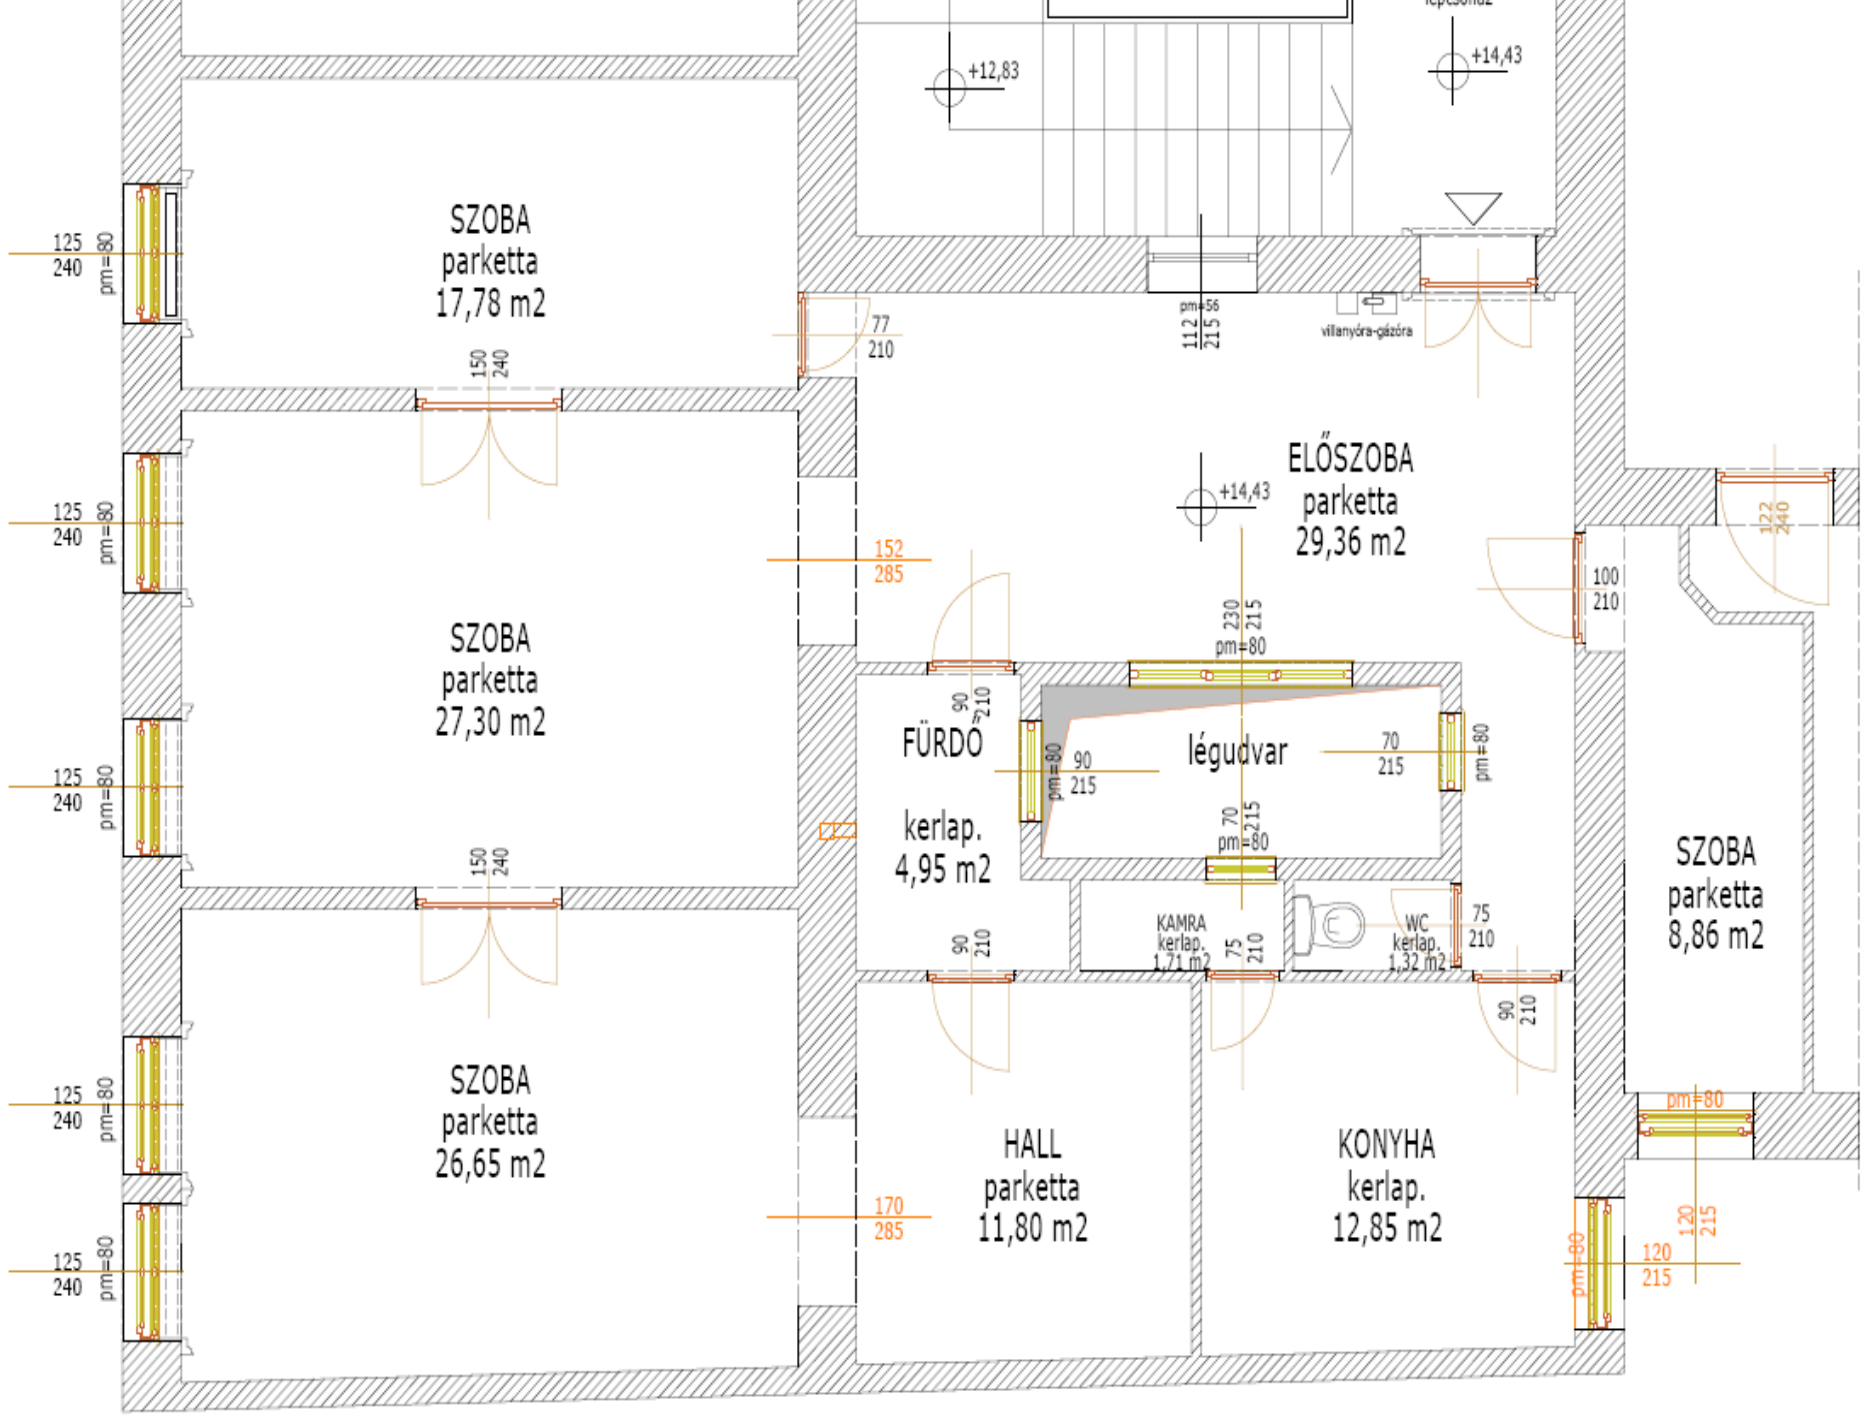 lépcsőház
+12,83
+14,43
SZOBA
parketta
17,78 m2
125
240
pm=80
150
240
77
210
pm=56
112
215
villanyóra-gázóra
ELŐSZOBA
parketta
29,36 m2
+14,43
122
240
100
210
125
240
pm=80
152
285
230
215
pm=80
SZOBA
parketta
27,30 m2
90
210
FÜRDŐ
kerlap.
4,95 m2
pm=80
90
215
légudvar
70
215
pm=80
70
215
pm=80
125
240
pm=80
150
240
SZOBA
parketta
8,86 m2
90
210
KAMRA
kerlap.
1,71 m2
75
210
WC
kerlap.
1,32 m2
75
210
90
210
SZOBA
parketta
26,65 m2
125
240
pm=80
HALL
parketta
11,80 m2
KONYHA
kerlap.
12,85 m2
pm=80
120
215
170
285
125
240
pm=80
pm=80
120
215